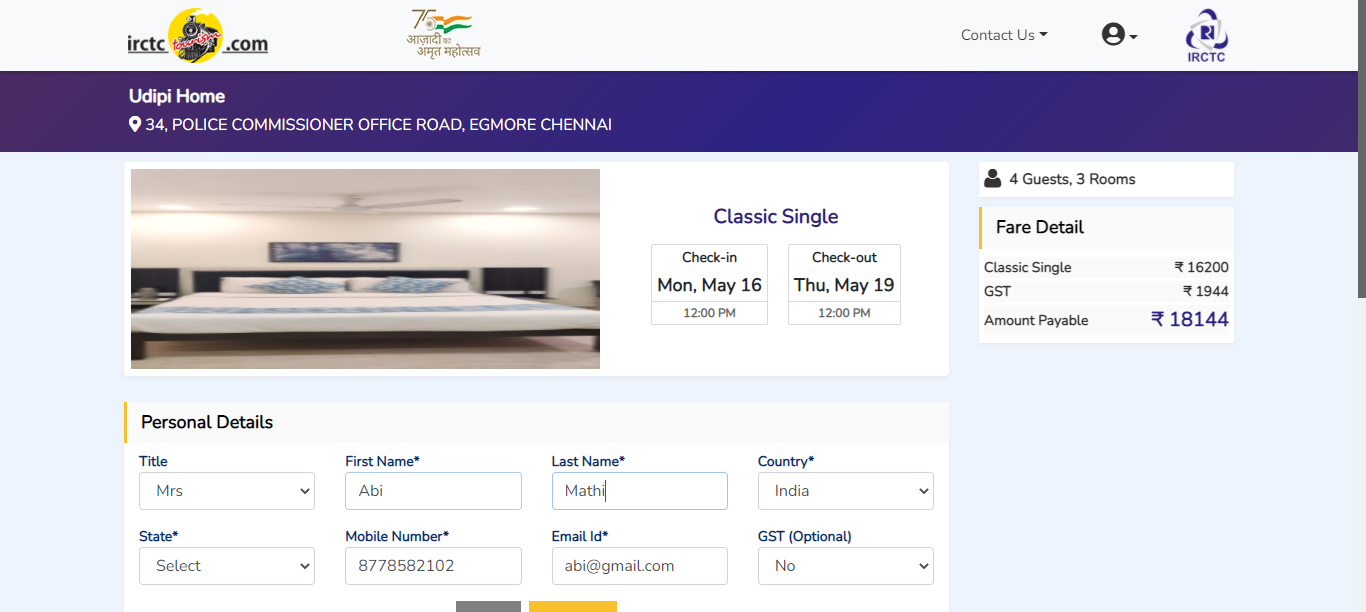 irctc tourism .com
75
आज़ादी का
अमृत महोत्सव
Contact Us
IRCTC
Udipi Home
34, POLICE COMMISSIONER OFFICE ROAD, EGMORE CHENNAI
4 Guests, 3 Rooms
Classic Single
Check-in
Mon, May 16
12:00 PM
Check-out
Thu, May 19
12:00 PM
Fare Detail
Classic Single ₹ 16200
GST ₹ 1944
Amount Payable ₹ 18144
Personal Details
Title First Name* Last Name* Country*
Mrs Abi Mathi India
State* Mobile Number* Email Id* GST (Optional)
Select 8778582102 abi@gmail.com No